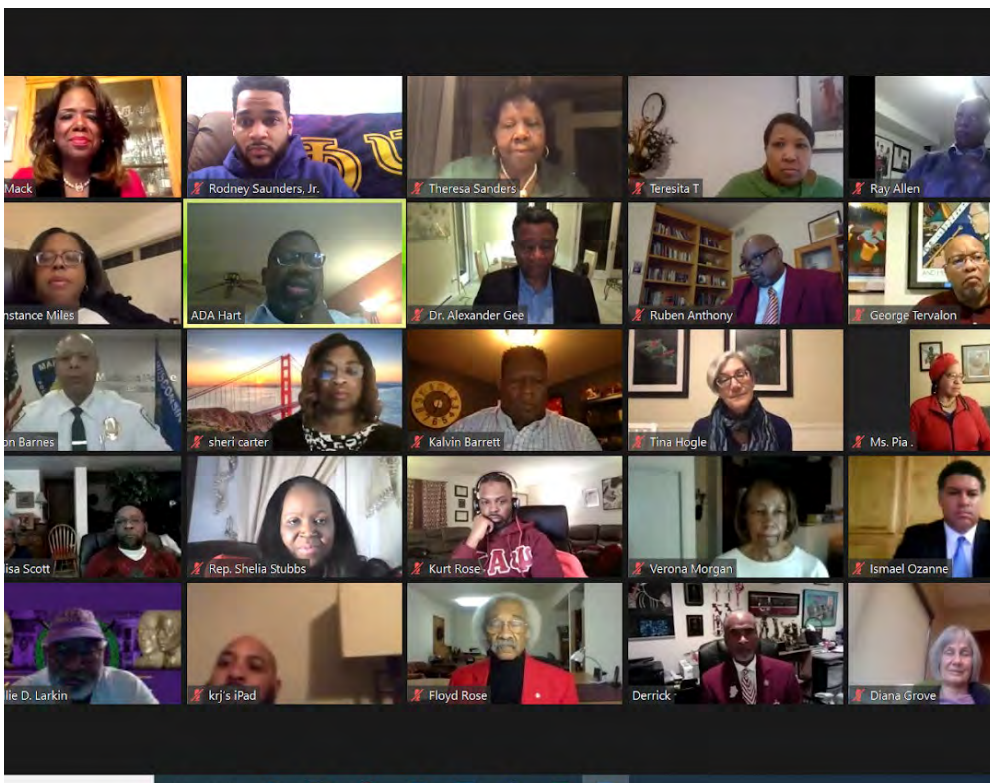 Mack
Rodney Saunders, Jr.
Theresa Sanders
Teresita T
Ray Allen
nstance Miles
ADA Hart
Dr. Alexander Gee
Ruben Anthony
George Tervalon
on Barnes
sheri carter
Kalvin Barrett
Tina Hogle
Ms. Pia .
isa Scott
Rep. Shelia Stubbs
Kurt Rose
Verona Morgan
Ismael Ozanne
lie D. Larkin
krj's iPad
Floyd Rose
Derrick
Diana Grove